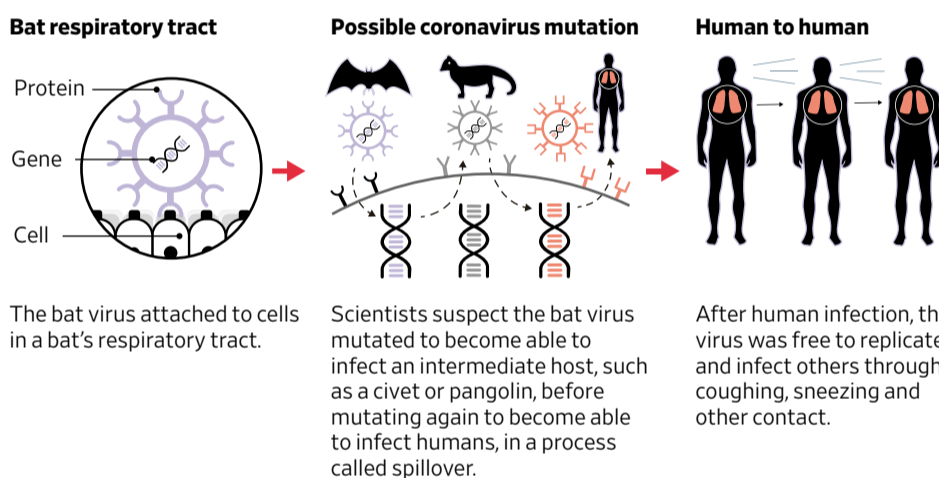 Bat respiratory tract
Protein
Gene
Cell
The bat virus attached to cells
in a bat's respiratory tract.
Possible coronavirus mutation
Scientists suspect the bat virus
mutated to become able to
infect an intermediate host, such
as a civet or pangolin, before
mutating again to become able
to infect humans, in a process
called spillover.
Human to human
After human infection, th
virus was free to replicate
and infect others through
coughing, sneezing and
other contact.